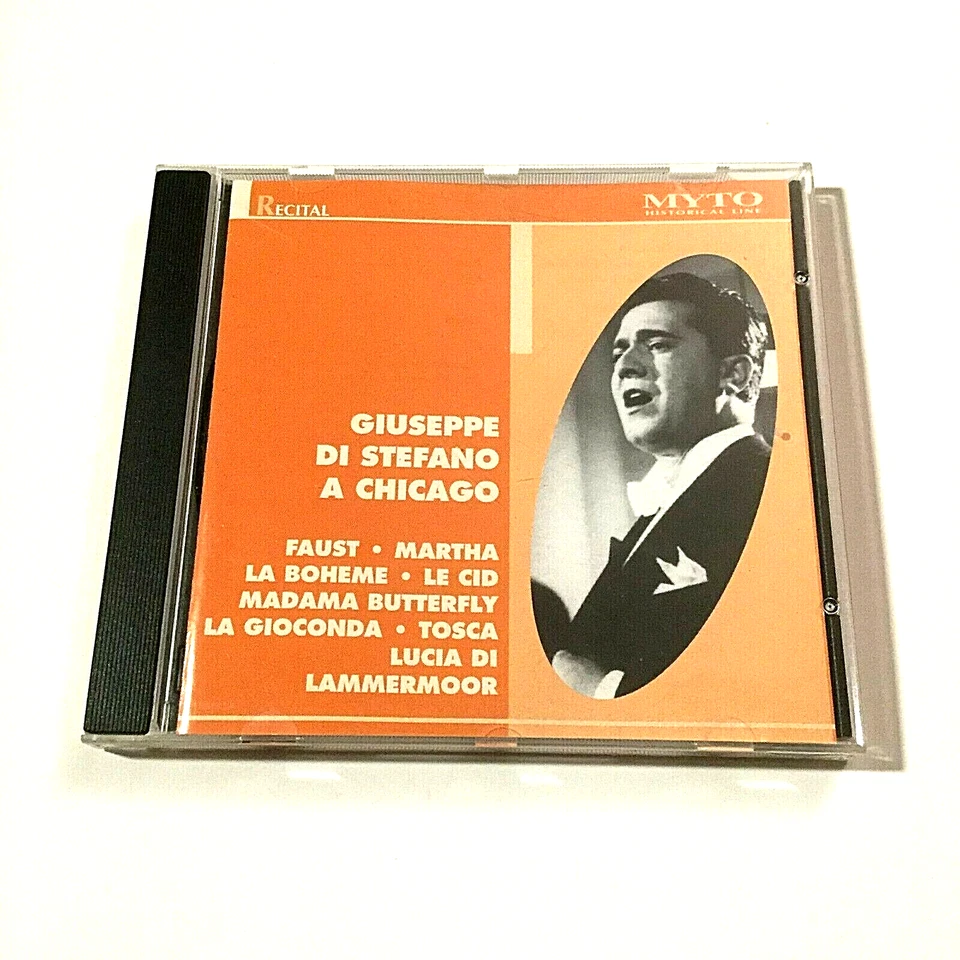 RECITAL
MYTO
HISTORICAL LINE
GIUSEPPE
DI STEFANO
A CHICAGO
FAUST • MARTHA
LA BOHEME • LE CID
MADAMA BUTTERFLY
LA GIOCONDA • TOSCA
LUCIA DI
LAMMERMOOR